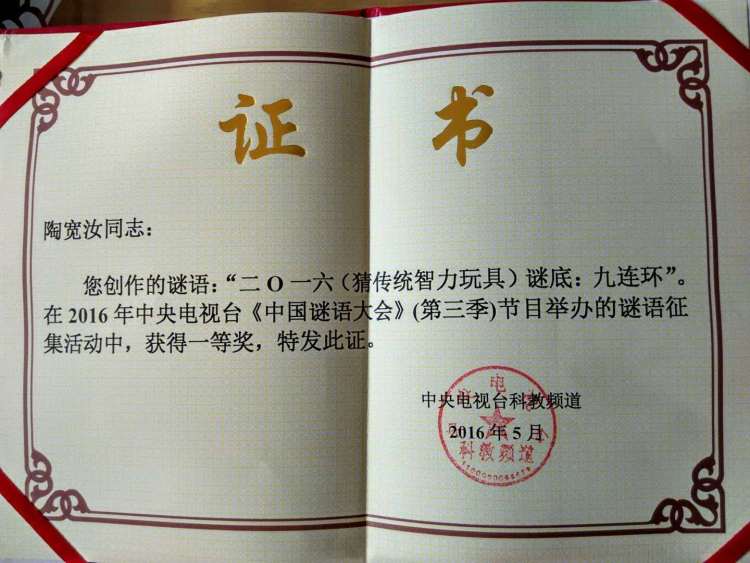 证书
陶宽汝同志：
您创作的谜语：“二O一六（猜传统智力玩具）谜底：九连环”。
在2016年中央电视台《中国谜语大会》(第三季)节目举办的谜语征
集活动中，获得一等奖，特发此证。
中央电视台科教频道
2016年5月
科教频道